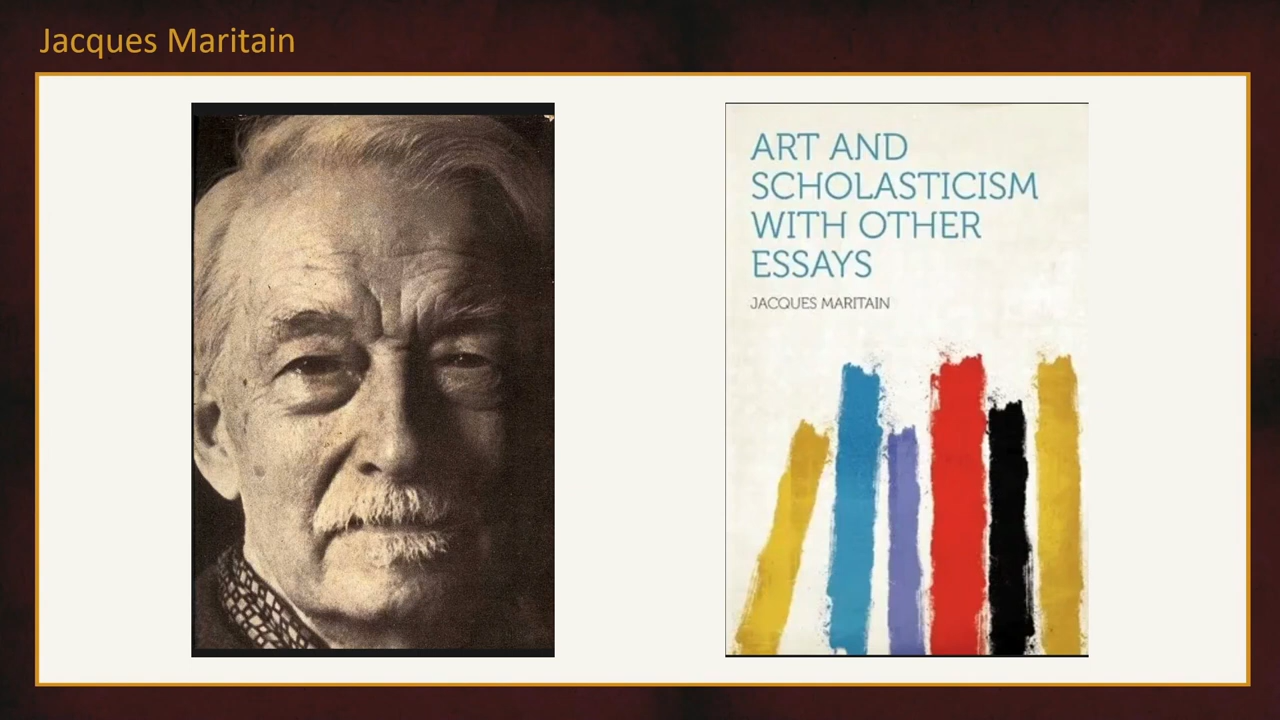 Jacques Maritain
ART AND
SCHOLASTICISM
WITH OTHER
ESSAYS
JACQUES MARITAIN